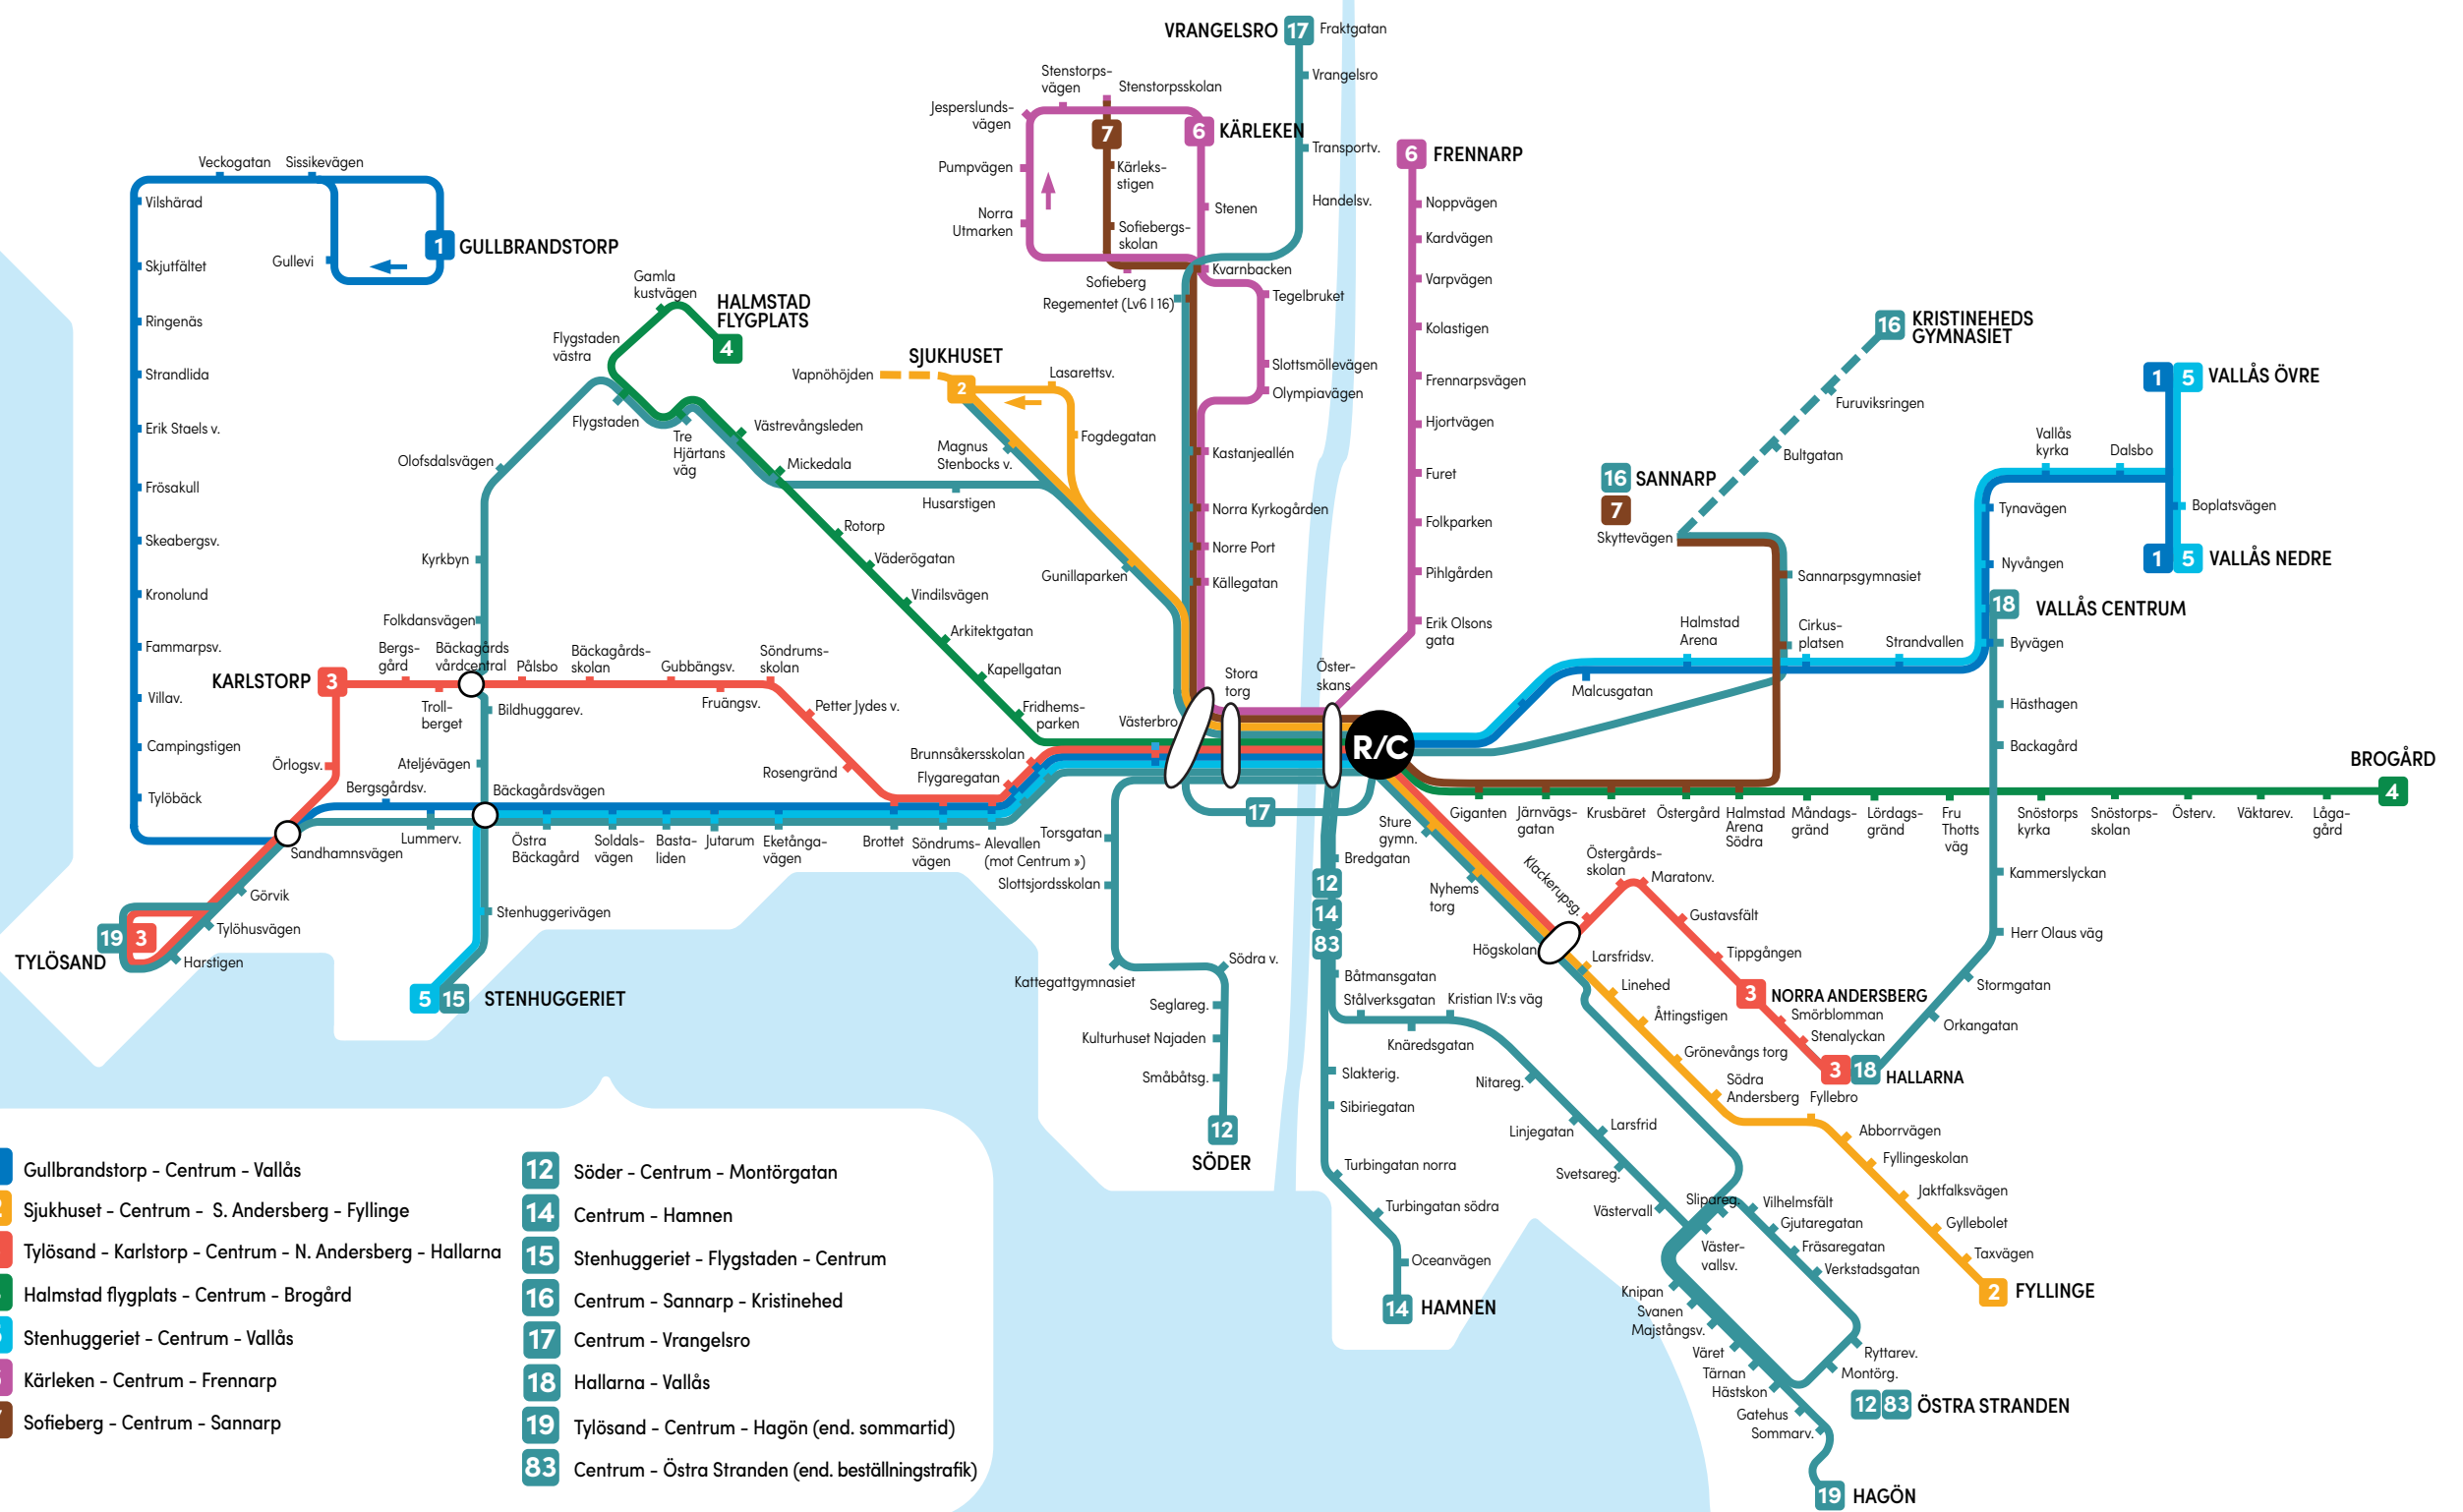 VRANGELSRO 17 Fraktgatan
Vrangelsro
Transportv.
Handelsv.
Stenstorps-
vägen
Stenstorpsskolan
Jesperslunds-
vägen
7
6 KÄRLEKEN
Pumpvägen
Kärleks-
stigen
Norra
Utmarken
Stenen
Sofiebergs-
skolan
Sofieberg
Kvarnbacken
Regementet (Lv6 I 16)
Tegelbruket
Slottsmöllevägen
Olympiavägen
Kastanjeallén
Norra Kyrkogården
Norre Port
Källegatan
6 FRENNARP
Noppvägen
Kardvägen
Varpvägen
Kolastigen
Frennarpsvägen
Hjortvägen
Furet
Folkparken
Pihlgården
Erik Olsons
gata
Veckogatan
Sissikevägen
Vilshärad
1 GULLBRANDSTORP
Gullevi
Skjutfältet
Ringenäs
Strandlida
Erik Staels v.
Frösakull
Skeabergsv.
Kronolund
Fammarpsv.
Villav.
Campingstigen
Tylöbäck
Gamla
kustvägen
HALMSTAD
FLYGPLATS
4
Flygstaden
västra
Flygstaden
Tre
Hjärtans
väg
Västrevångsleden
Mickedala
Olofsdalsvägen
Husarstigen
Kyrkbyn
Folkdansvägen
Rotorp
Väderögatan
Vindilsvägen
Arkitektgatan
Kapellgatan
Fridhems-
parken
SJUKHUSET
Vapnöhöjden
2
Lasarettsv.
Fogdegatan
Magnus
Stenbocks v.
Gunillaparken
16 KRISTINEHEDS
GYMNASIET
Furuviksringen
Bultgatan
16 SANNARP
7
Skyttevägen
Sannarpsgymnasiet
Cirkus-
platsen
Halmstad
Arena
Strandvallen
Malcusgatan
1 5 VALLÅS ÖVRE
Vallås
kyrka
Dalsbo
Boplatsvägen
Tynavägen
Nyvången
1 5 VALLÅS NEDRE
18 VALLÅS CENTRUM
Byvägen
Hästhagen
Backagård
KARLSTORP 3
Bergs-
gård
Bäckagårds
vårdcentral
Pålsbo
Bäckagårds-
skolan
Gubbängsv.
Söndrums-
skolan
Troll-
berget
Bildhuggarev.
Fruängsv.
Petter Jydes v.
Örlogsv.
Ateljévägen
Rosengränd
Brunnsåkersskolan
Flygaregatan
Västerbro
Stora
torg
Öster-
skans
R/C
Bergsgårdsv.
Bäckagårdsvägen
Sandhamnsvägen
Lummerv.
Östra
Bäckagård
Soldals-
vägen
Basta-
liden
Jutarum
Eketånga-
vägen
Brottet
Söndrums-
vägen
Alevallen
(mot Centrum »)
17
BROGÅRD
4
Giganten
Järnvägs-
gatan
Krusbäret
Östergård
Halmstad
Arena
Södra
Måndags-
gränd
Lördags-
gränd
Fru
Thotts
väg
Snöstorps
kyrka
Snöstorps-
skolan
Österv.
Väktarev.
Låga-
gård
Görvik
Tylöhusvägen
19 3
TYLÖSAND
Harstigen
Stenhuggerivägen
5 15 STENHUGGERIET
Torsgatan
Slottsjordsskolan
Kattegattgymnasiet
Södra v.
Seglareg.
Kulturhuset Najaden
Småbåtsg.
12
SÖDER
Bredgatan
12
14
83
Båtmansgatan
Stålverksgatan
Kristian IV:s väg
Knäredsgatan
Slakterig.
Sibiriegatan
Turbingatan norra
Turbingatan södra
Oceanvägen
14 HAMNEN
Sture
gymn.
Nyhems
torg
Högskolan
Klackerupsg.
Östergårds-
skolan
Maratonv.
Gustavsfält
Tippgången
3 NORRA ANDERSBERG
Smörblomman
Stenalyckan
3 18 HALLARNA
Kammerslyckan
Herr Olaus väg
Stormgatan
Orkangatan
Larsfridsv.
Linehed
Åttingstigen
Grönevångs torg
Södra
Andersberg
Fyllebro
Abborrvägen
Fyllingeskolan
Jaktfalksvägen
Gyllebolet
Taxvägen
2 FYLLINGE
Nitareg.
Linjegatan
Larsfrid
Svetsareg.
Västervall
Slipareg.
Väster-
vallsv.
Vilhelmsfält
Gjutaregatan
Fräsaregatan
Verkstadsgatan
Ryttarev.
Montörg.
Knipan
Svanen
Majstångsv.
Väret
Tärnan
Hästskon
Gatehus
Sommarv.
12 83 ÖSTRA STRANDEN
19 HAGÖN
Gullbrandstorp - Centrum - Vallås
Sjukhuset - Centrum - S. Andersberg - Fyllinge
Tylösand - Karlstorp - Centrum - N. Andersberg - Hallarna
Halmstad flygplats - Centrum - Brogård
Stenhuggeriet - Centrum - Vallås
Kärleken - Centrum - Frennarp
Sofieberg - Centrum - Sannarp
12 Söder - Centrum - Montörgatan
14 Centrum - Hamnen
15 Stenhuggeriet - Flygstaden - Centrum
16 Centrum - Sannarp - Kristinehed
17 Centrum - Vrangelsro
18 Hallarna - Vallås
19 Tylösand - Centrum - Hagön (end. sommartid)
83 Centrum - Östra Stranden (end. beställningstrafik)